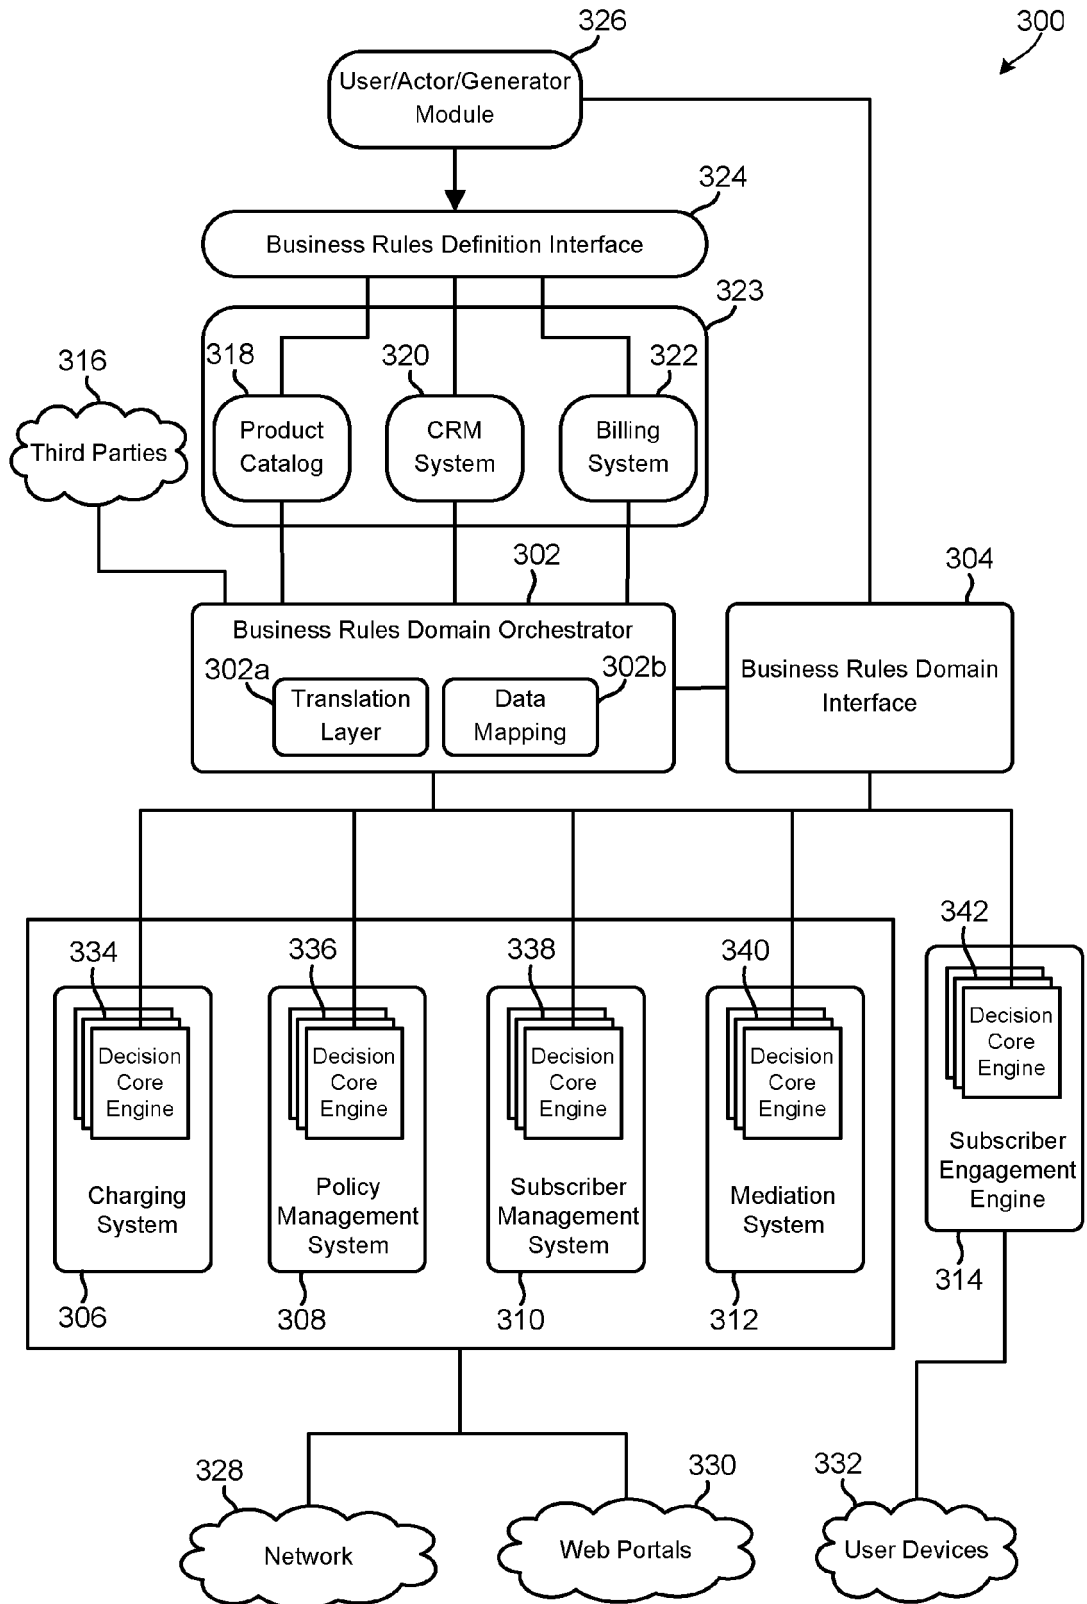 300
326
User/Actor/Generator
Module
324
Business Rules Definition Interface
323
316
Third Parties
318
Product
Catalog
320
CRM
System
322
Billing
System
302
Business Rules Domain Orchestrator
302a
Translation
Layer
302b
Data
Mapping
304
Business Rules Domain
Interface
334
Decision
Core
Engine
Charging
System
306
336
Decision
Core
Engine
Policy
Management
System
308
338
Decision
Core
Engine
Subscriber
Management
System
310
340
Decision
Core
Engine
Mediation
System
312
342
Decision
Core
Engine
Subscriber
Engagement
Engine
314
328
Network
330
Web Portals
332
User Devices